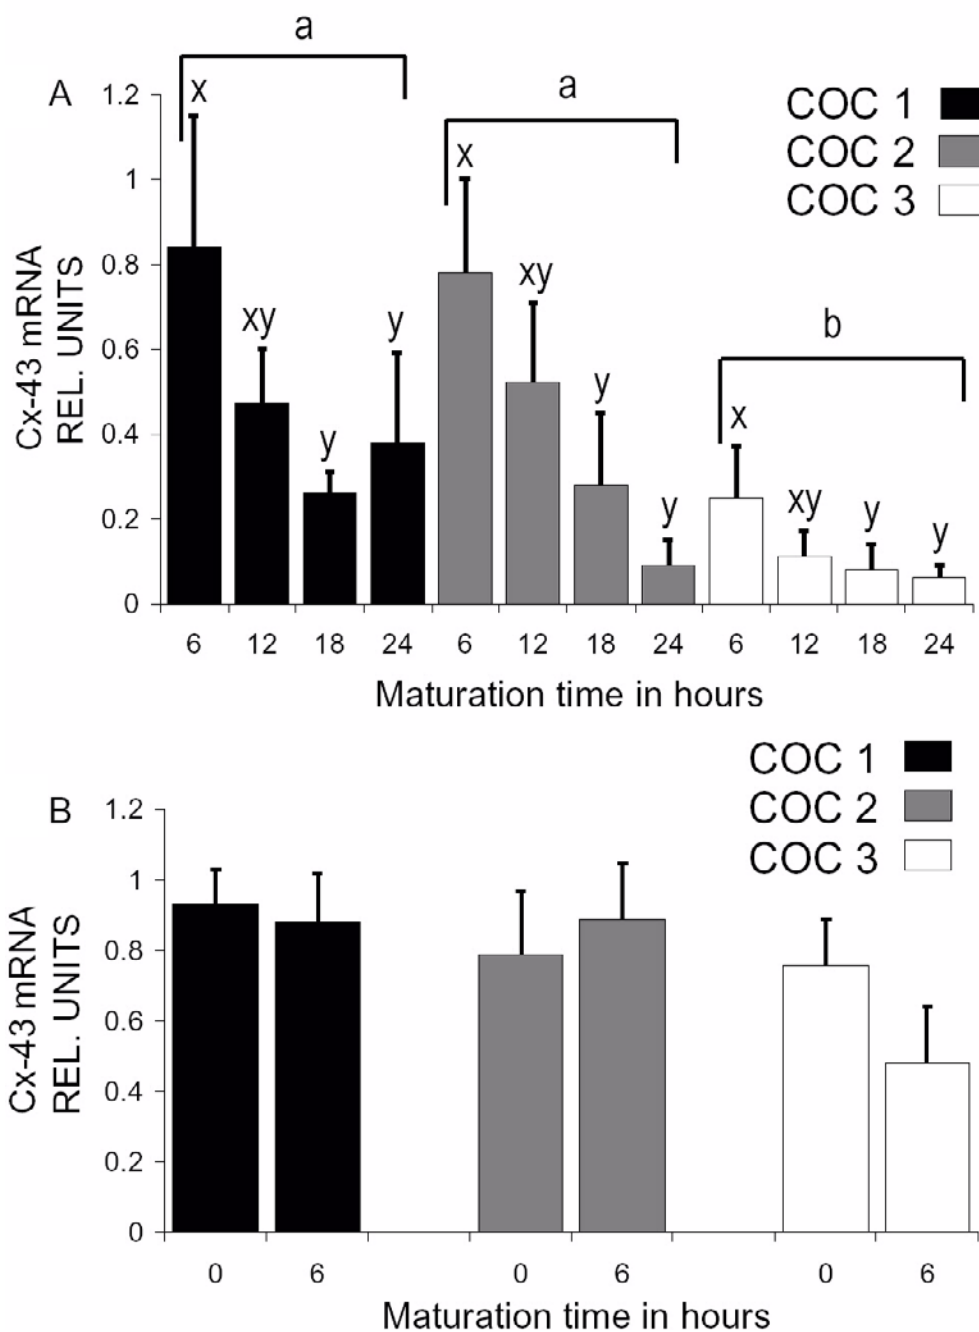 a
A
1.2
x
a
COC 1
COC 2
COC 3
1
x
0.8
xy
xy
y
b
0.6
y
x
0.4
y
y
xy
y
y
0.2
0
Cx-43 mRNA
REL. UNITS
6 12 18 24 6 12 18 24 6 12 18 24
Maturation time in hours
COC 1
COC 2
COC 3
B
1.2
1
0.8
0.6
0.4
0.2
0
Cx-43 mRNA
REL. UNITS
0 6 0 6 0 6
Maturation time in hours